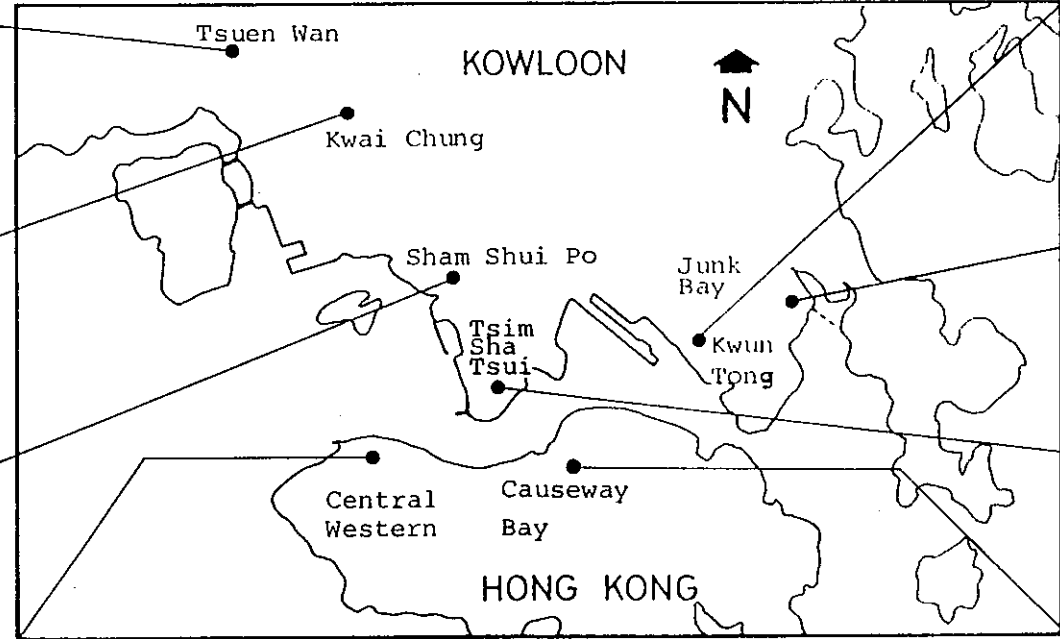 Tsuen Wan
KOWLOON
N
Kwai Chung
Sham Shui Po
Junk
Bay
Tsim
Sha
Tsui
Kwun
Tong
Central
Western
Causeway
Bay
HONG KONG